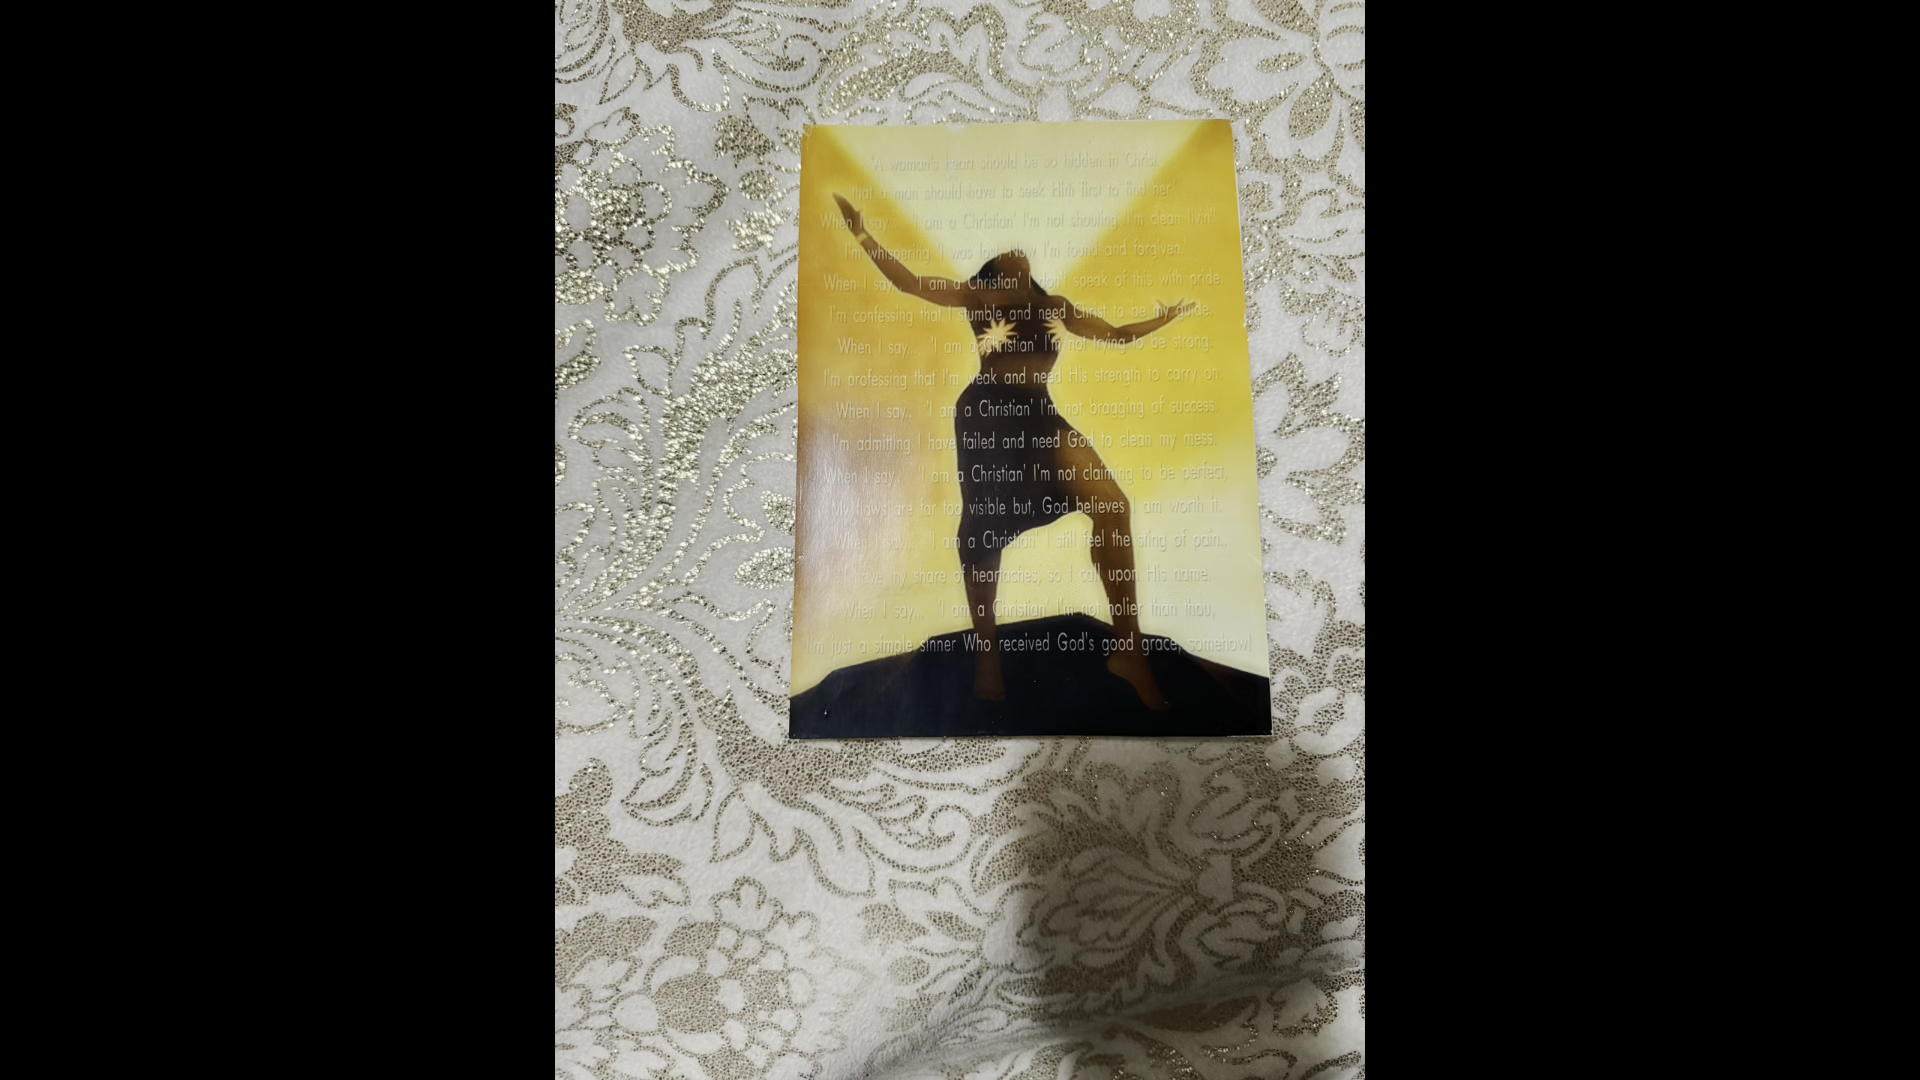 'A woman's heart should be so hidden in Christ
that a man should have to seek Him first to find her.'
When I say... 'I am a Christian' I'm not shouting 'I'm clean livin''
I'm whispering 'I was lost, Now I'm found and forgiven.'
When I say... 'I am a Christian' I don't speak of this with pride.
I'm confessing that I stumble and need Christ to be my guide.
When I say... 'I am a Christian' I'm not trying to be strong.
I'm professing that I'm weak and need His strength to carry on.
When I say... 'I am a Christian' I'm not bragging of success.
I'm admitting I have failed and need God to clean my mess.
When I say... 'I am a Christian' I'm not claiming to be perfect,
My flaws are far too visible but, God believes I am worth it.
When I say... 'I am a Christian' I still feel the sting of pain..
I have my share of heartaches, so I call upon His name.
When I say... 'I am a Christian' I'm not holier than thou,
I'm just a simple sinner Who received God's good grace, somehow!